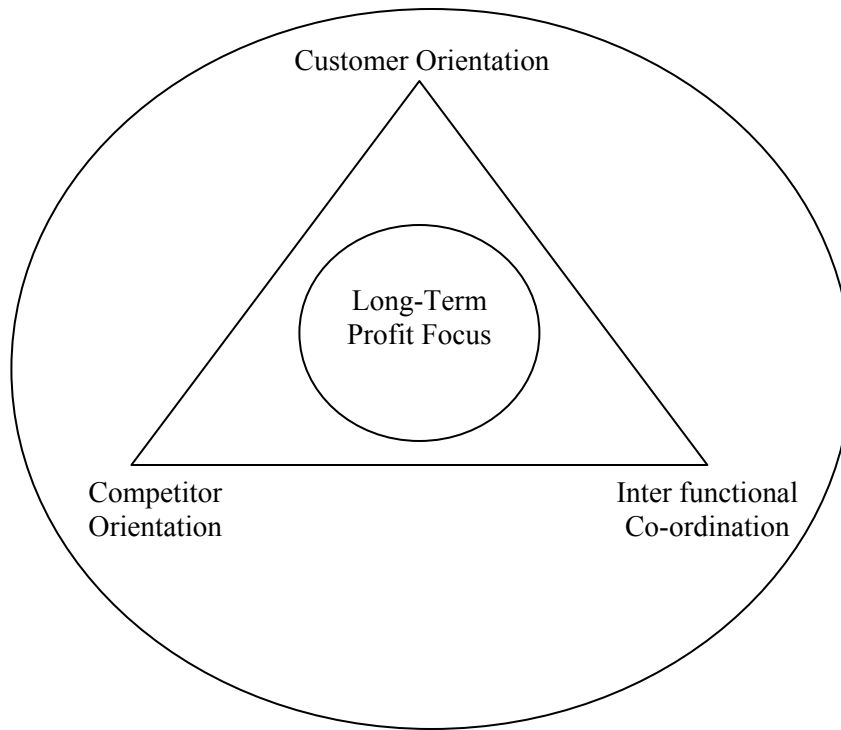 Customer Orientation
Long-Term
Profit Focus
Competitor
Orientation
Inter functional
Co-ordination